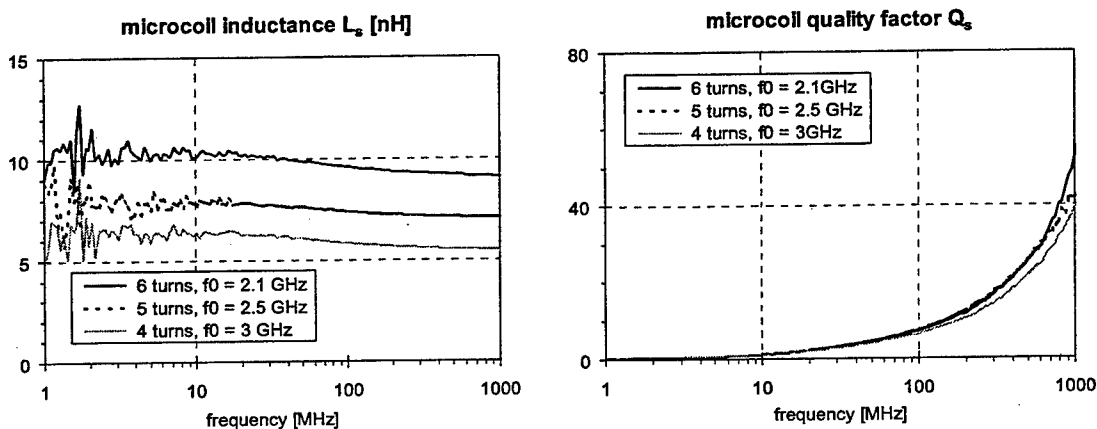 microcoil inductance Ls [nH]
15
10
5
0
6 turns, f0 = 2.1 GHz
5 turns, f0 = 2.5 GHz
4 turns, f0 = 3 GHz
1
10
100
1000
frequency [MHz]
microcoil quality factor Qs
80
40
0
6 turns, f0 = 2.1GHz
5 turns, f0 = 2.5 GHz
4 turns, f0 = 3GHz
1
10
100
1000
frequency [MHz]